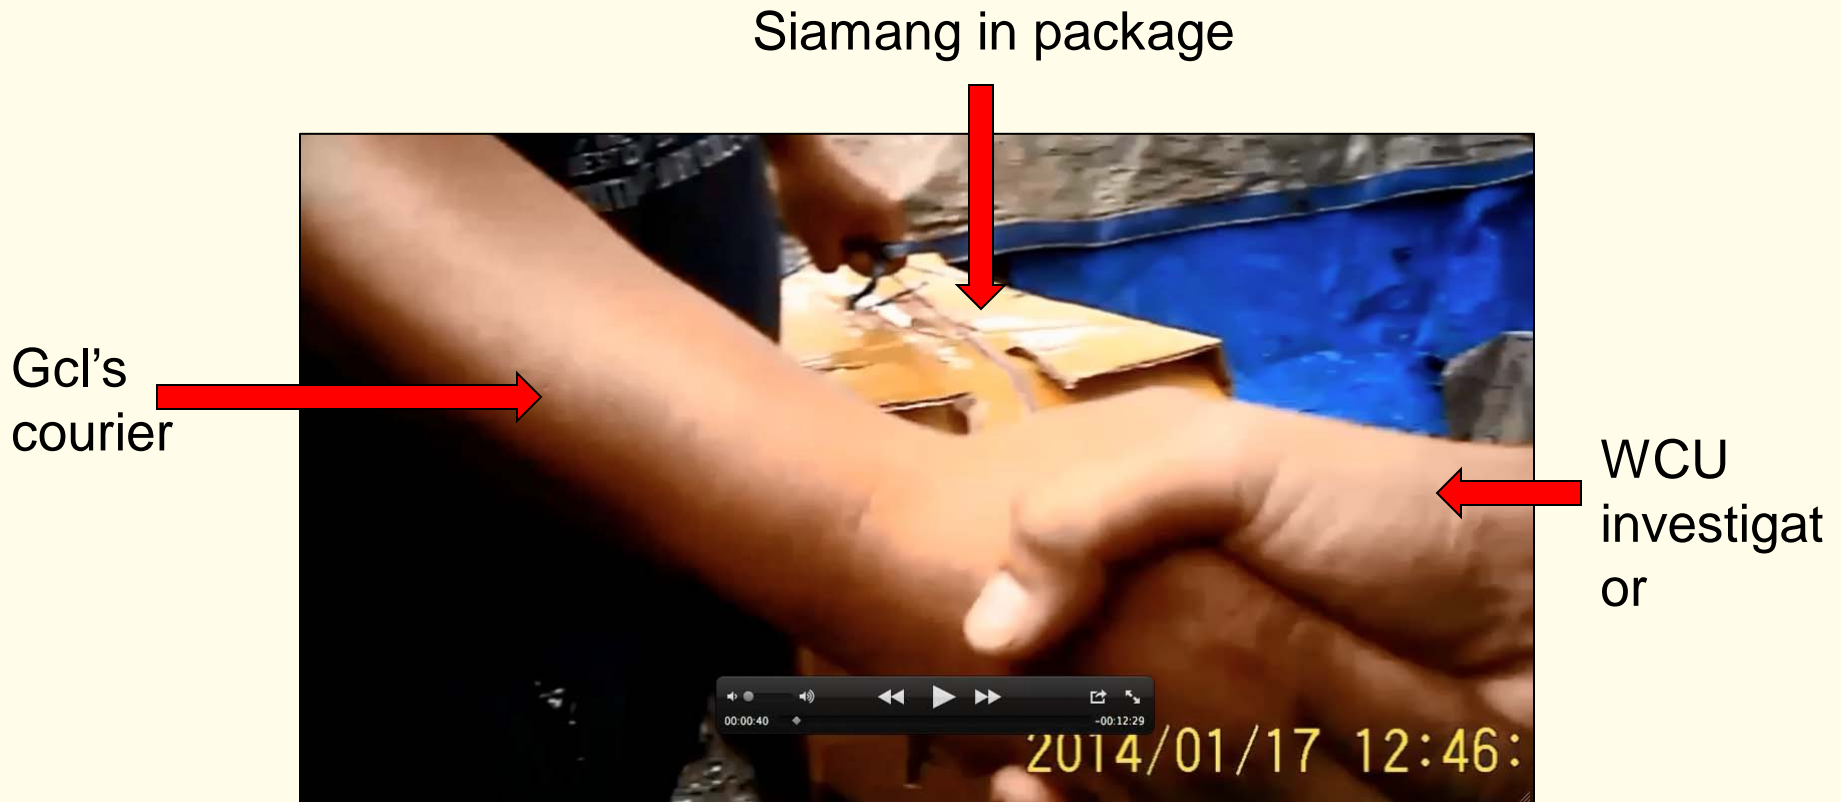 Siamang in package
Gcl’s
courier
WCU
investigat
or
00:00:40
-00:12:29
2014/01/17 12:46: